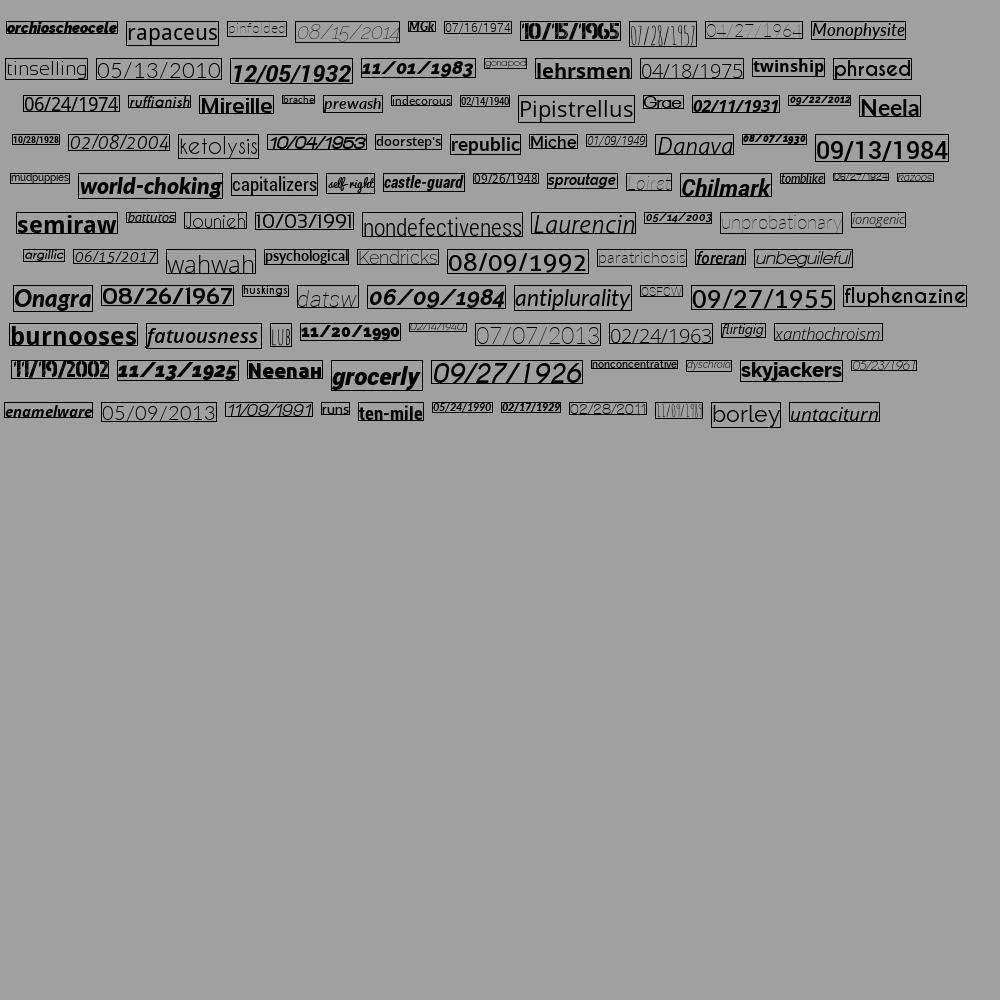 orchioscheocele rapaceus pinfolded 08/15/2014 MGk 07/16/1974 10/15/1965 07/28/1957 04/27/1964 Monophysite
tinselling 05/13/2010 12/05/1932 11/01/1983 gonapod lehrsmen 04/18/1975 twinship phrased
06/24/1974 ruffianish Mireille brache prewash indecorous 02/14/1940 Pipistrellus Grae 02/11/1931 09/22/2012 Neela
10/28/1928 02/08/2004 ketolysis 10/04/1953 doorstep's republic Miche 01/09/1949 Danava 08/07/1930 09/13/1984
mudpuppies world-choking capitalizers self-right castle-guard 09/26/1948 sproutage Loiret Chilmark tomblike 08/27/1924 kazoos
semiraw battutos Jounieh 10/03/1991 nondefectiveness Laurencin 05/14/2003 unprobationary ionogenic
argillic 06/15/2017 wahwah psychological Kendricks 08/09/1992 paratrichosis foreran unbeguileful
Onagra 08/26/1967 huskings datsw 06/09/1984 antiplurality OSFCW 09/27/1955 fluphenazine
burnooses fatuousness LUB 11/20/1990 02/14/1940 07/07/2013 02/24/1963 flirtigig xanthochroism
11/19/2002 11/13/1925 Neenah grocerly 09/27/1926 nonconcentrative dyschroia skyjackers 05/23/1961
enamelware 05/09/2013 11/09/1991 runs ten-mile 05/24/1990 02/17/1929 02/28/2011 11/09/1989 borley untaciturn